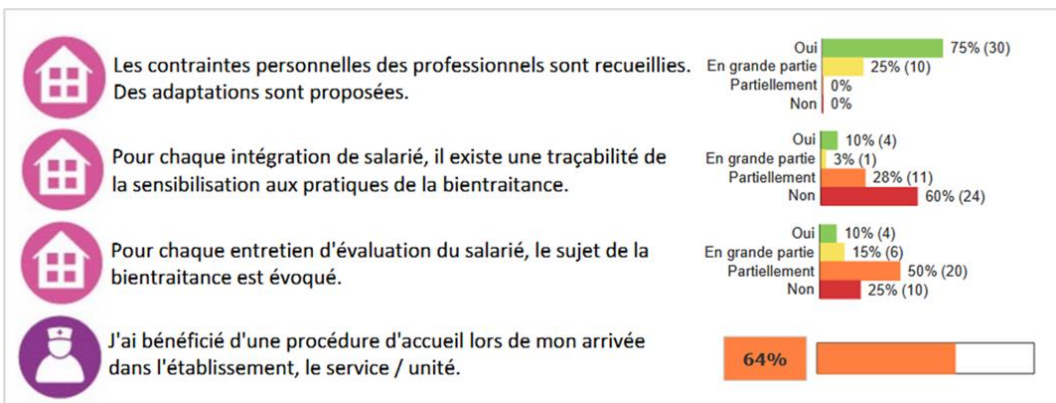 Les contraintes personnelles des professionnels sont recueillies.
Des adaptations sont proposées.
Oui 75% (30)
En grande partie 25% (10)
Partiellement 0%
Non 0%
Pour chaque intégration de salarié, il existe une traçabilité de
la sensibilisation aux pratiques de la bientraitance.
Oui 10% (4)
En grande partie 3% (1)
Partiellement 28% (11)
Non 60% (24)
Pour chaque entretien d'évaluation du salarié, le sujet de la
bientraitance est évoqué.
Oui 10% (4)
En grande partie 15% (6)
Partiellement 50% (20)
Non 25% (10)
J'ai bénéficié d'une procédure d'accueil lors de mon arrivée
dans l'établissement, le service / unité.
64%